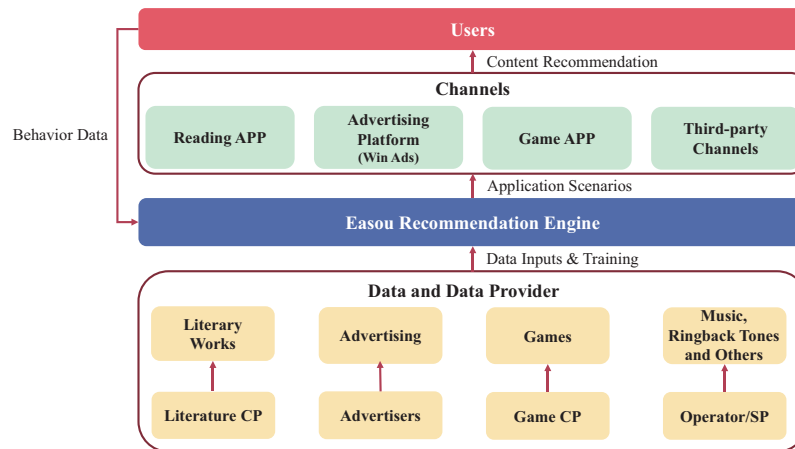 Users
Content Recommendation
Channels
Behavior Data
Reading APP
Advertising
Platform
(Win Ads)
Game APP
Third-party
Channels
Application Scenarios
Easou Recommendation Engine
Data Inputs & Training
Data and Data Provider
Literary
Works
Advertising
Games
Music,
Ringback Tones
and Others
Literature CP
Advertisers
Game CP
Operator/SP